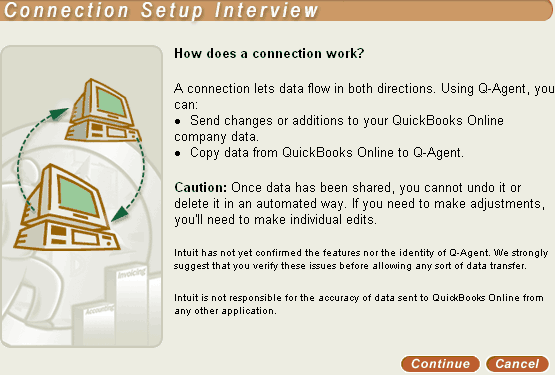 Connection Setup Interview
How does a connection work?
A connection lets data flow in both directions. Using Q-Agent, you
can:
● Send changes or additions to your QuickBooks Online
company data.
● Copy data from QuickBooks Online to Q-Agent.
Caution: Once data has been shared, you cannot undo it or
delete it in an automated way. If you need to make adjustments,
you'll need to make individual edits.
Intuit has not yet confirmed the features nor the identity of Q-Agent. We strongly
suggest that you verify these issues before allowing any sort of data transfer.
Intuit is not responsible for the accuracy of data sent to QuickBooks Online from
any other application.
Invoicing
Accounting
Continue
Cancel